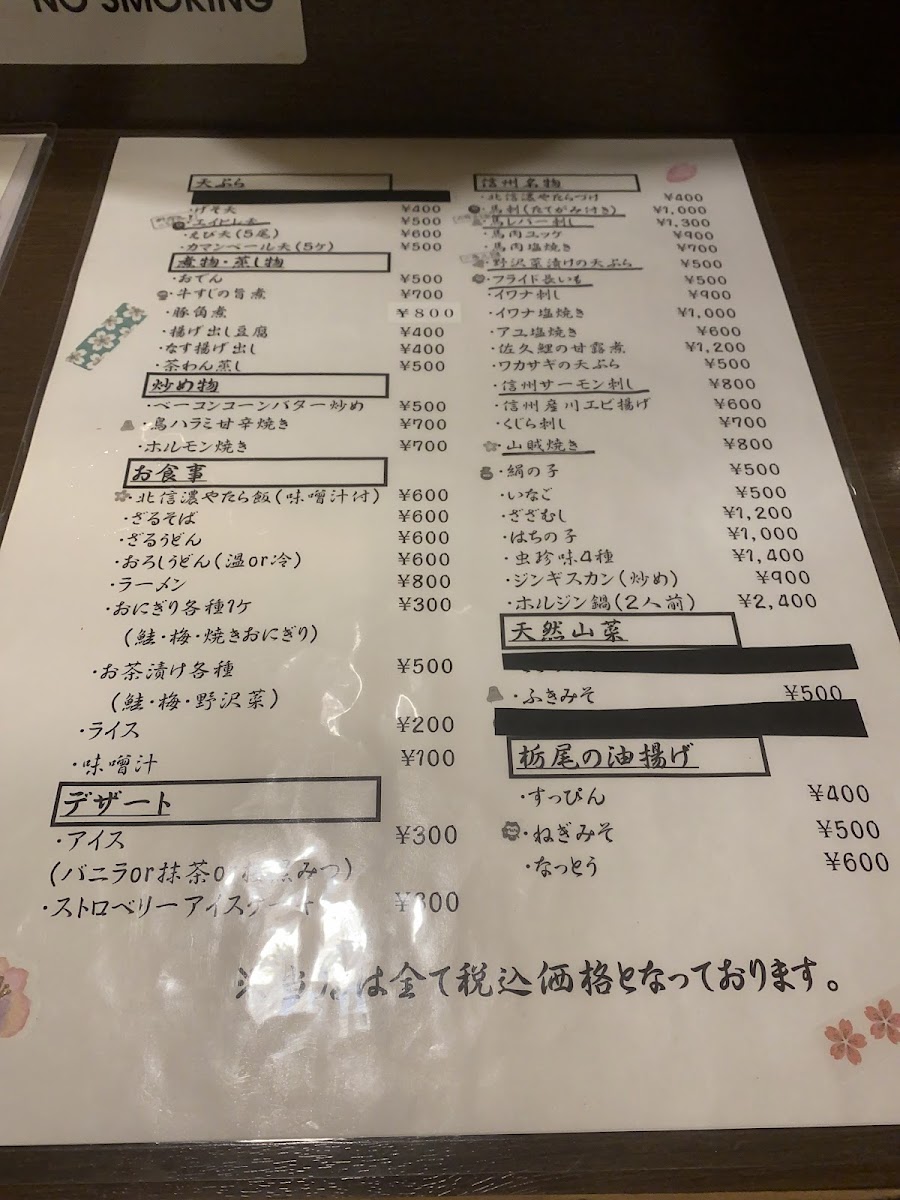 NO SMOKING
天ぷら
・げそ天 ¥400
・エイヒレ天 ¥500
・えび天(5尾) ¥600
・カマンベール天(5ケ) ¥500
煮物・蒸し物
・おでん ¥500
・牛すじの旨煮 ¥700
・豚角煮 ¥800
・揚げ出し豆腐 ¥400
・なす揚げ出し ¥400
・茶わん蒸し ¥500
炒め物
・ベーコンコーンバター炒め ¥500
・鳥ハラミ甘辛焼き ¥700
・ホルモン焼き ¥700
お食事
・北信濃やたら飯(味噌汁付) ¥600
・ざるそば ¥600
・ざるうどん ¥600
・おろしうどん(温or冷) ¥600
・ラーメン ¥800
・おにぎり各種1ケ ¥300
(鮭・梅・焼きおにぎり)
・お茶漬け各種 ¥500
(鮭・梅・野沢菜)
・ライス ¥200
・味噌汁 ¥100
デザート
・アイス ¥300
(バニラor抹茶o 黒みつ)
・ストロベリーアイスケーキ ¥300
信州名物
・北信濃やたらづけ ¥400
・馬刺(たてがみ付き) ¥1,000
・馬レバー刺し ¥1,300
・馬肉ユッケ ¥900
・馬肉塩焼き ¥700
・野沢菜漬けの天ぷら ¥500
・フライド長いも ¥500
・イワナ刺し ¥900
・イワナ塩焼き ¥1,000
・アユ塩焼き ¥600
・佐久鯉の甘露煮 ¥1,200
・ワカサギの天ぷら ¥500
・信州サーモン刺し ¥800
・信州産川エビ揚げ ¥600
・くじら刺し ¥700
・山賊焼き ¥800
・絹の子 ¥500
・いなご ¥500
・ざざむし ¥1,200
・はちの子 ¥1,000
・虫珍味4種 ¥1,400
・ジンギスカン(炒め) ¥900
・ホルジン鍋(2人前) ¥2,400
天然山菜
・ふきみそ ¥500
栃尾の油揚げ
・すっぴん ¥400
・ねぎみそ ¥500
・なっとう ¥600
は全て税込価格となっております。